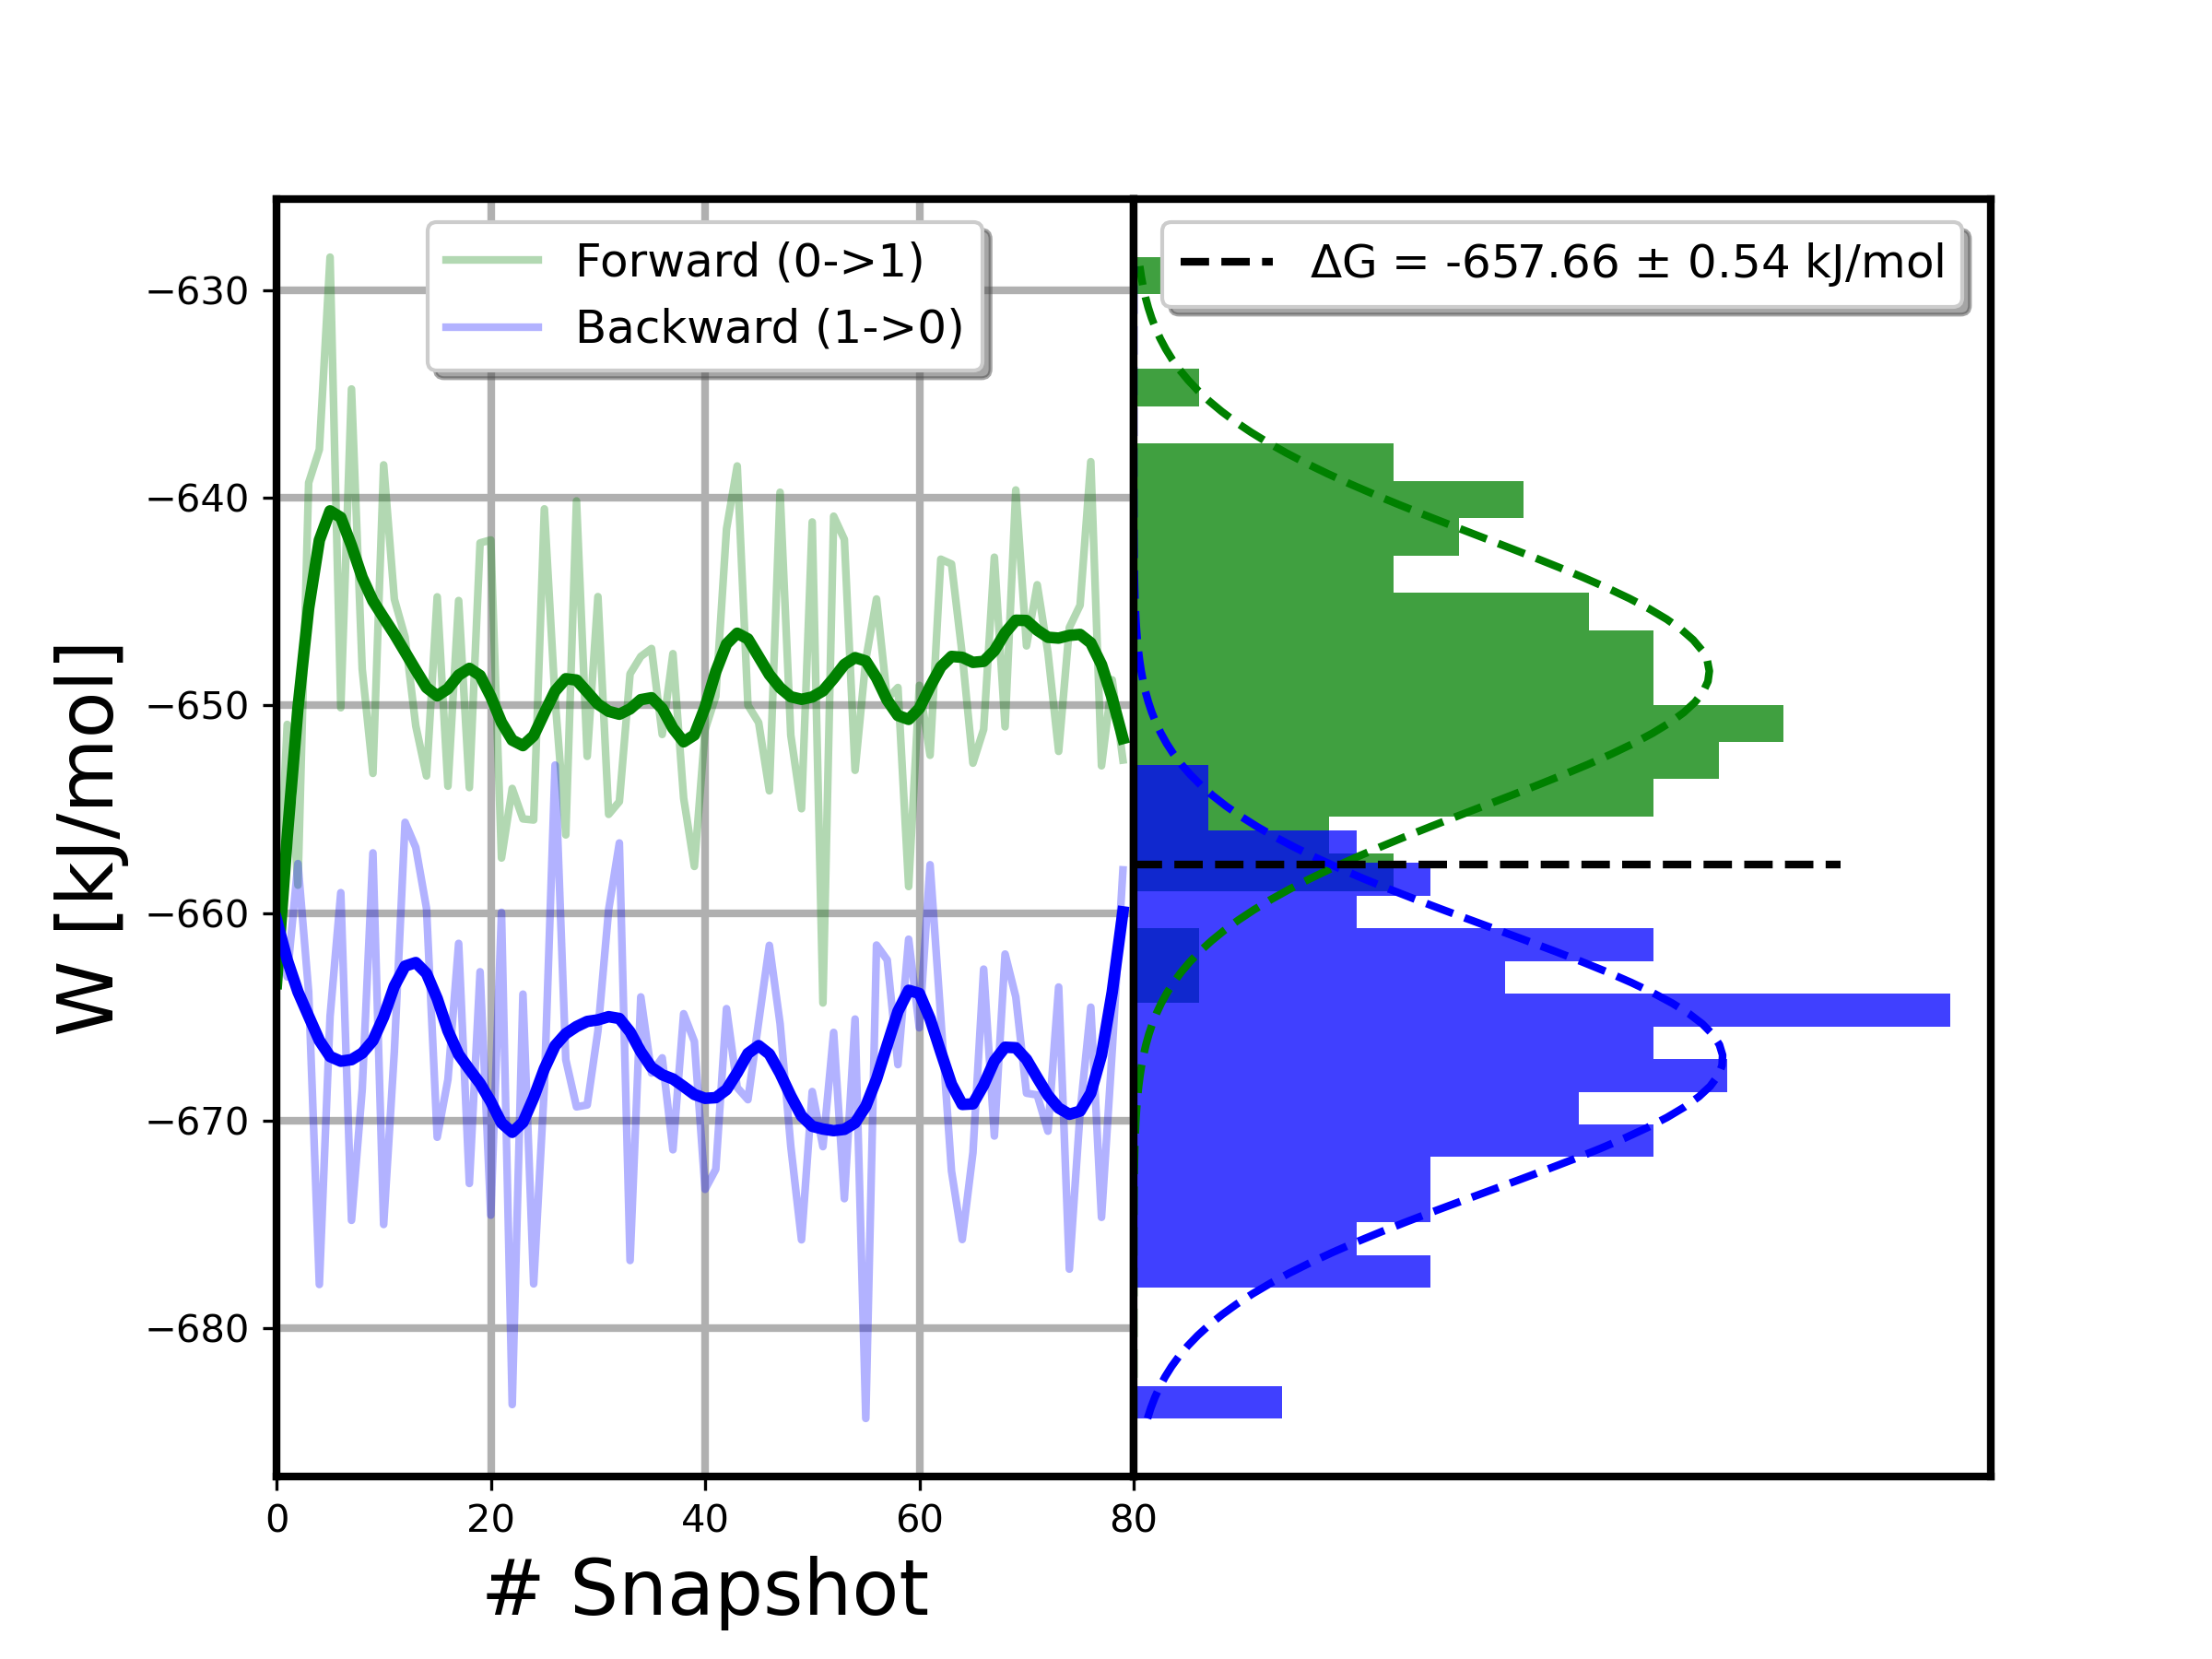 Forward (0->1)
Backward (1->0)
ΔG = -657.66 ± 0.54 kJ/mol
W [kJ/mol]
−630
−640
−650
−660
−670
−680
0 20 40 60 80
# Snapshot